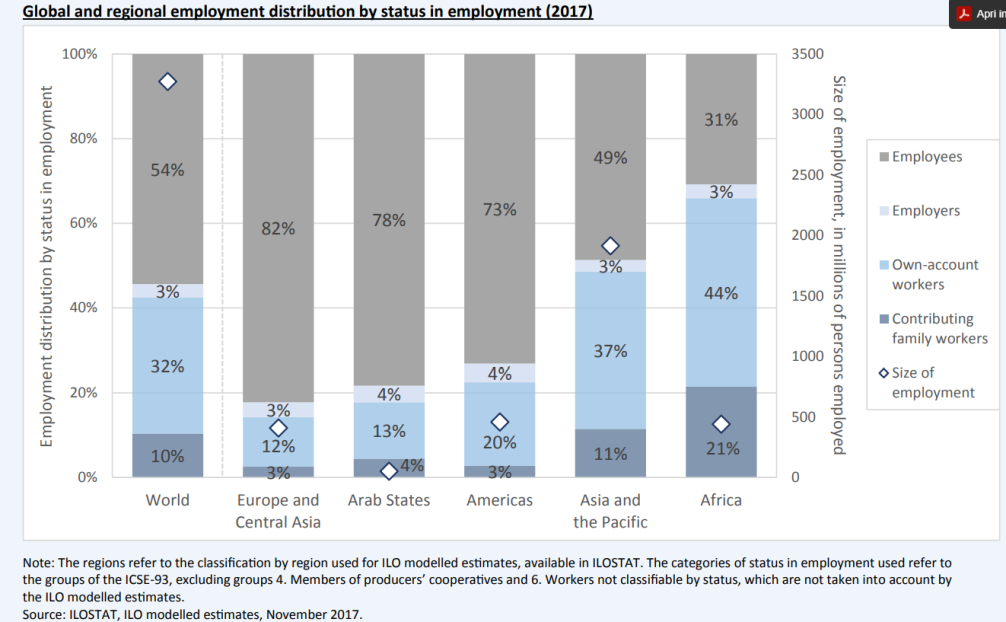 Global and regional employment distribution by status in employment (2017)
Apri in
100%
80%
60%
40%
20%
0%
Employment distribution by status in employment
3500
3000
2500
2000
1500
1000
500
0
Size of employment, in millions of persons employed
54%
3%
32%
10%
82%
3%
12%
3%
78%
4%
13%
4%
73%
4%
20%
3%
49%
3%
37%
11%
31%
3%
44%
21%
World
Europe and
Central Asia
Arab States
Americas
Asia and
the Pacific
Africa
Employees
Employers
Own-account
workers
Contributing
family workers
Size of
employment
Note: The regions refer to the classification by region used for ILO modelled estimates, available in ILOSTAT. The categories of status in employment used refer to
the groups of the ICSE-93, excluding groups 4. Members of producers’ cooperatives and 6. Workers not classifiable by status, which are not taken into account by
the ILO modelled estimates.
Source: ILOSTAT, ILO modelled estimates, November 2017.